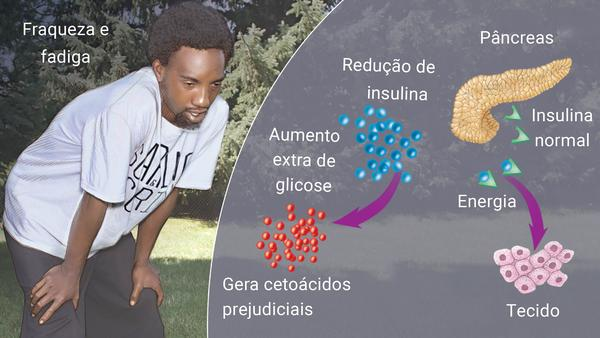 Fraqueza e
fadiga
Redução de
insulina
Aumento
extra de
glicose
Gera cetoácidos
prejudiciais
Pâncreas
Insulina
normal
Energia
Tecido